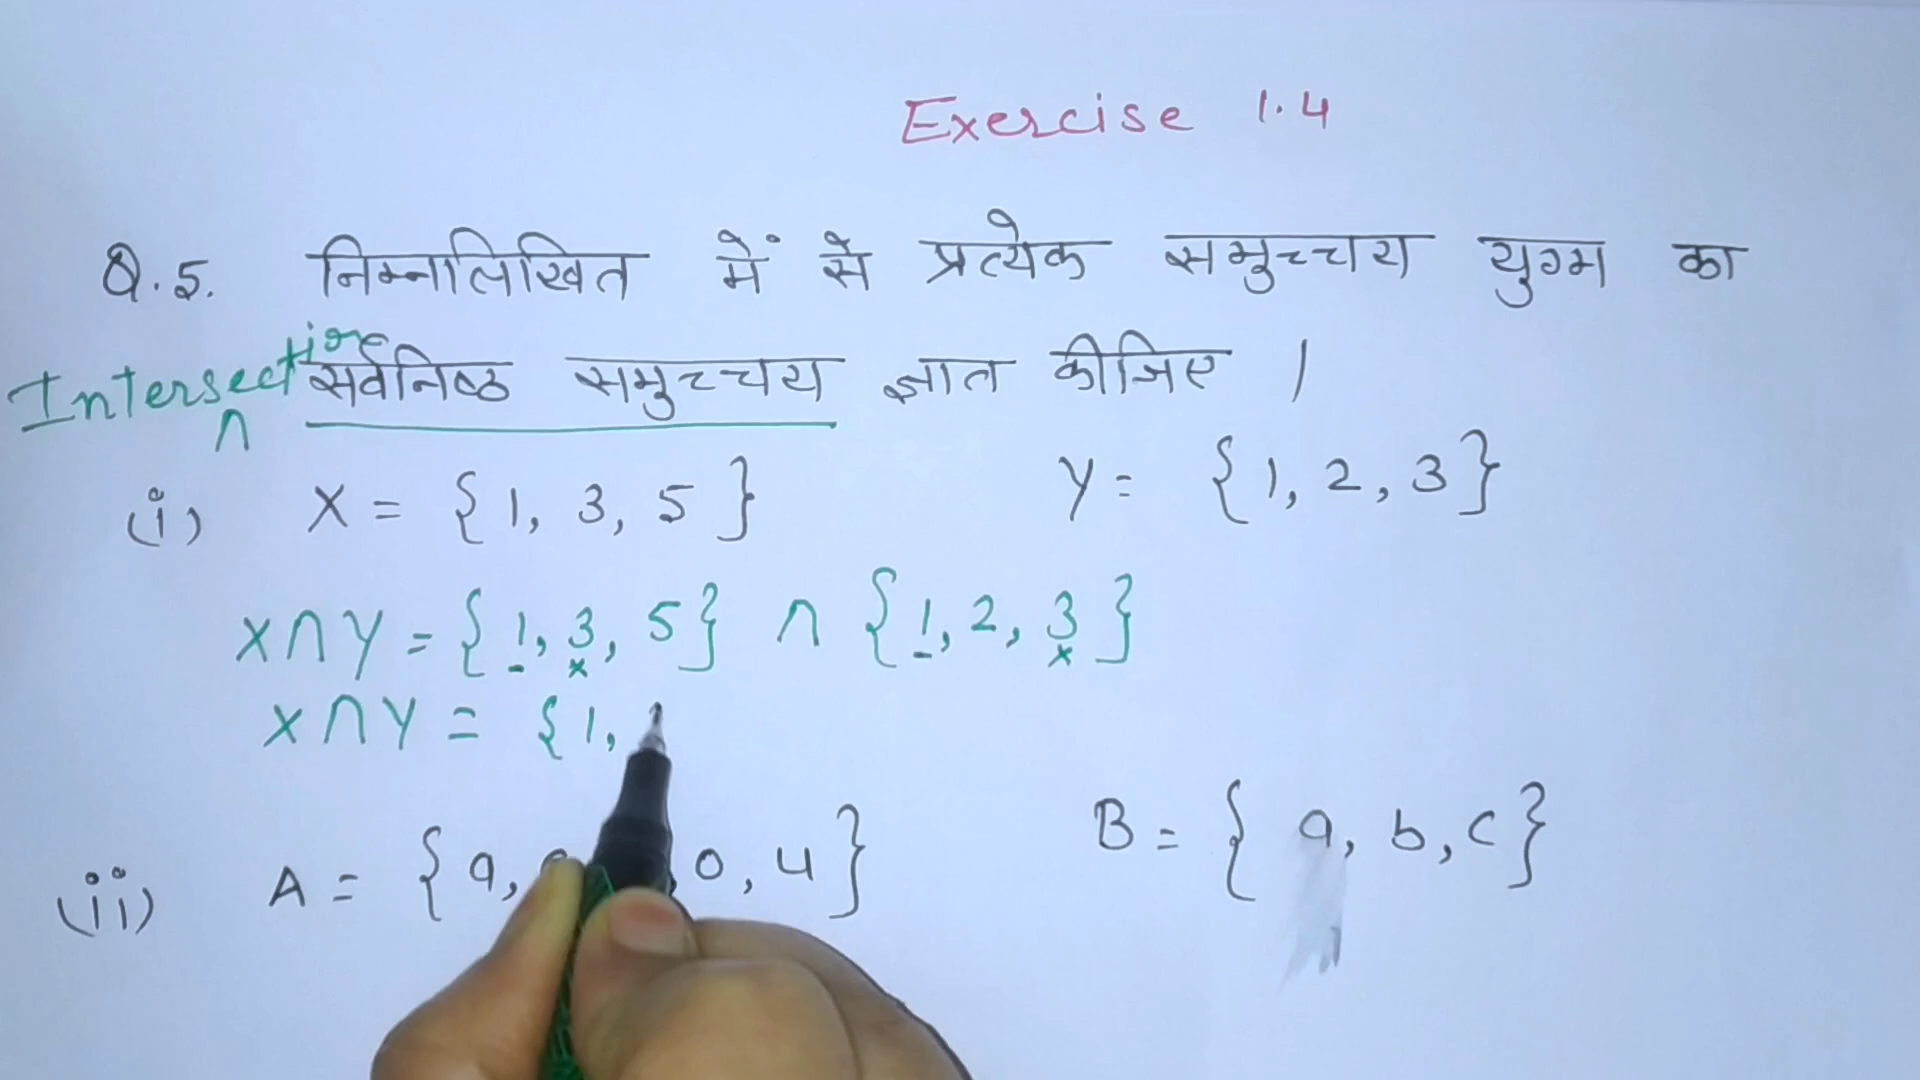 Exercise 1.4
Q.5. निम्नलिखित में से प्रत्येक समुच्चय युग्म का
Intersection सर्वनिष्ठ समुच्चय ज्ञात कीजिए |
∩
(i) X = {1, 3, 5} Y = {1, 2, 3}
X∩Y = {1, 3, 5} ∩ {1, 2, 3}
X∩Y = {1,
(ii) A = {a, 0, 4} B = {a, b, c}